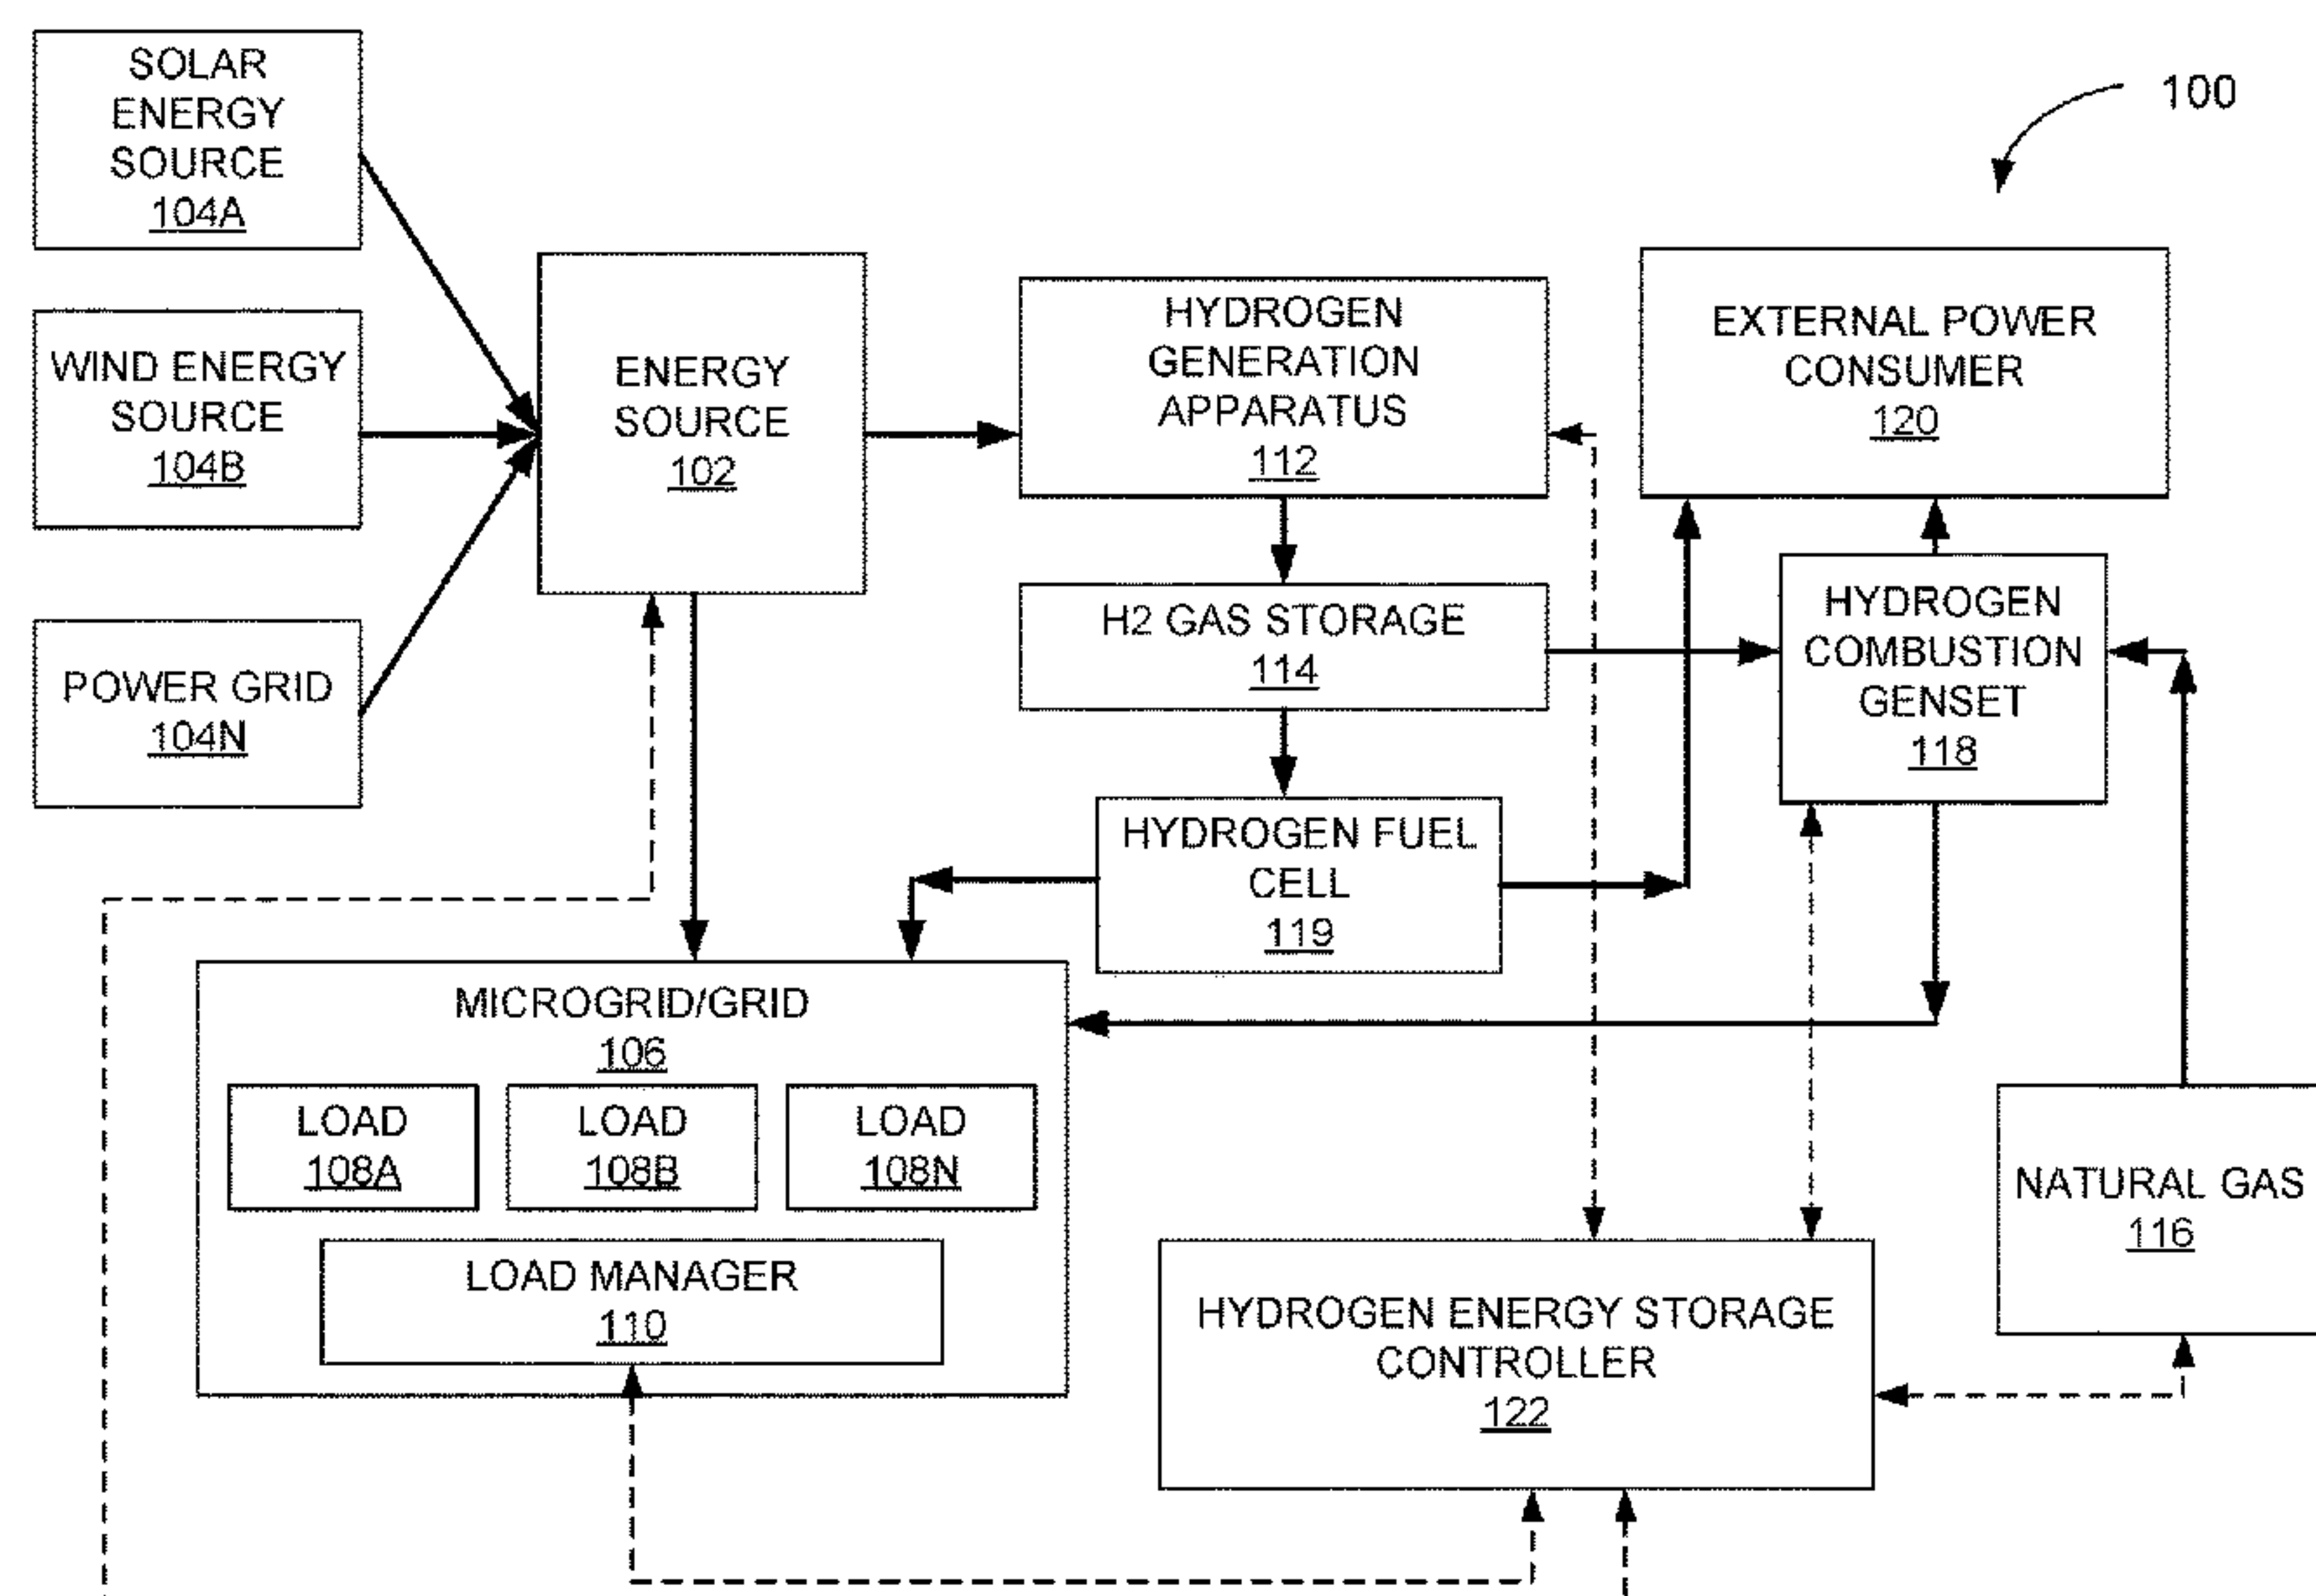 SOLAR
ENERGY
SOURCE
104A
100
WIND ENERGY
SOURCE
104B
POWER GRID
104N
ENERGY
SOURCE
102
HYDROGEN
GENERATION
APPARATUS
112
EXTERNAL POWER
CONSUMER
120
H2 GAS STORAGE
114
HYDROGEN
COMBUSTION
GENSET
118
HYDROGEN FUEL
CELL
119
MICROGRID/GRID
106
LOAD
108A
LOAD
108B
LOAD
108N
LOAD MANAGER
110
HYDROGEN ENERGY STORAGE
CONTROLLER
122
NATURAL GAS
116